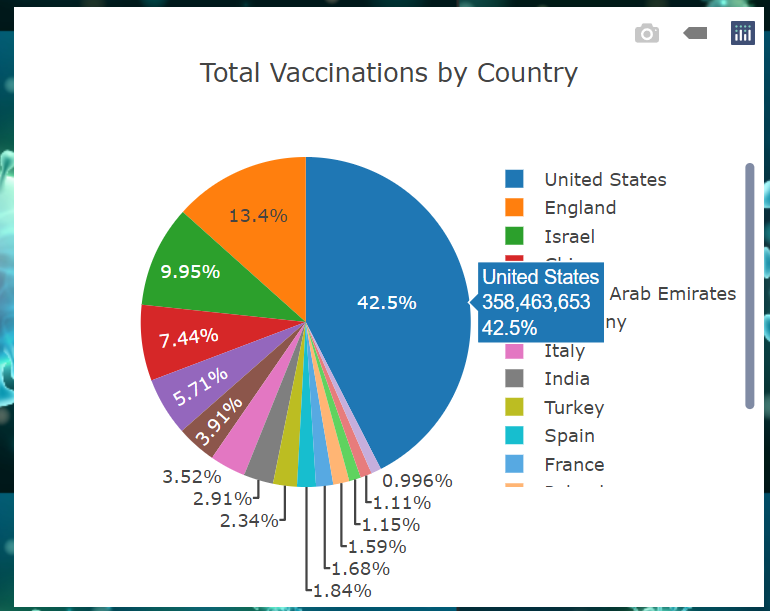 Total Vaccinations by Country
42.5%
13.4%
9.95%
7.44%
5.71%
3.91%
3.52%
2.91%
2.34%
1.84%
1.68%
1.59%
1.15%
1.11%
0.996%
United States
358,463,653
42.5%
United States
England
Israel
Arab Emirates
ny
Italy
India
Turkey
Spain
France